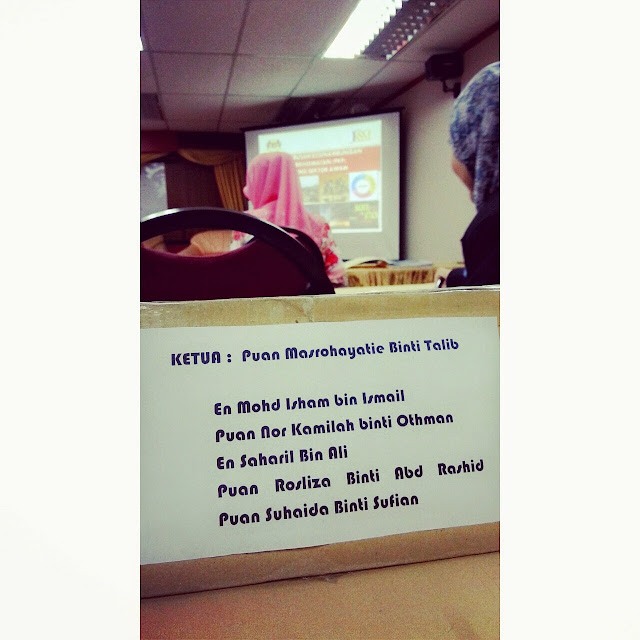 KETUA : Puan Masrohayatie Binti Talib
En Mohd Isham bin Ismail
Puan Nor Kamilah binti Othman
En Saharil Bin Ali
Puan Rosliza Binti Abd Rashid
Puan Suhaida Binti Sufian